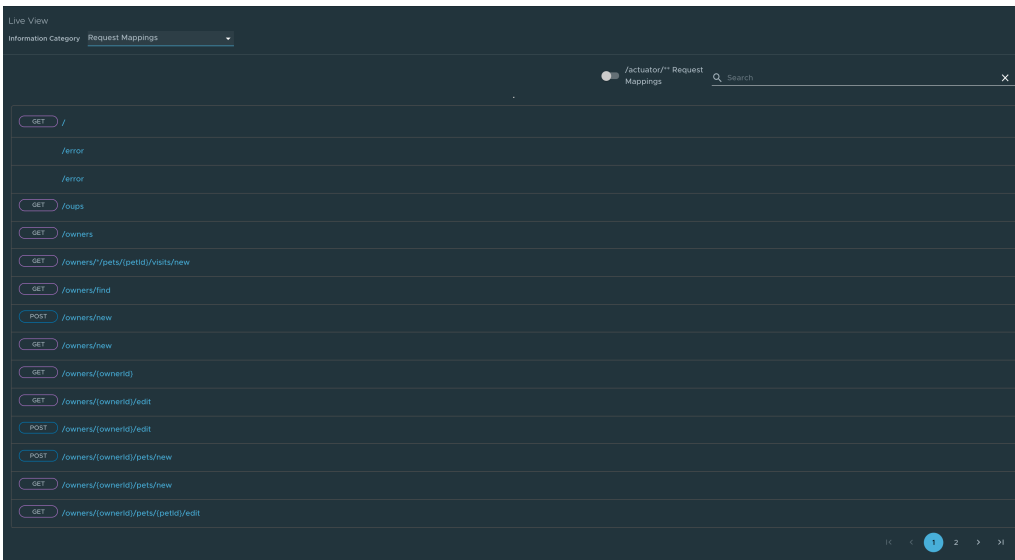 Live View
Information Category Request Mappings
/actuator/** Request
Mappings
Search
GET /
/error
/error
GET /oups
GET /owners
GET /owners/*/pets/{petId}/visits/new
GET /owners/find
POST /owners/new
GET /owners/new
GET /owners/{ownerId}
GET /owners/{ownerId}/edit
POST /owners/{ownerId}/edit
POST /owners/{ownerId}/pets/new
GET /owners/{ownerId}/pets/new
GET /owners/{ownerId}/pets/{petId}/edit
1 2